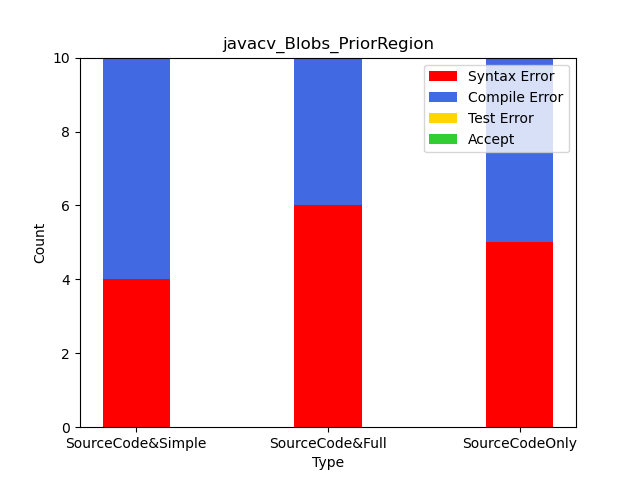 javacv_Blobs_PriorRegion
10
8
6
4
2
0
Count
Syntax Error
Compile Error
Test Error
Accept
SourceCode&Simple
SourceCode&Full
SourceCodeOnly
Type